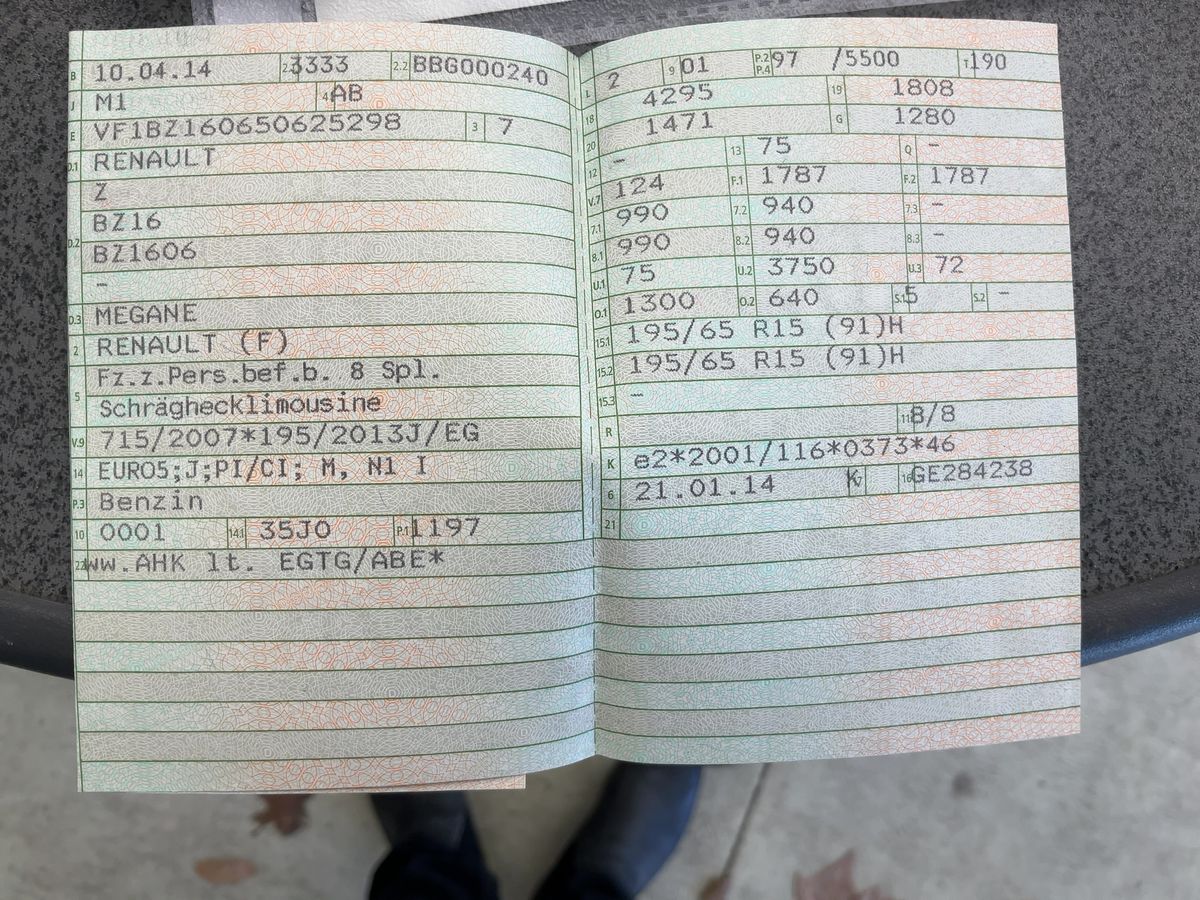 B 10.04.14 2.1 3333 2.2 BBG000240
J M1 4 AB
E VF1BZ160650625298 3 7
D.1 RENAULT
Z
BZ16
D.2 BZ1606
–
D.3 MEGANE
2 RENAULT (F)
Fz.z.Pers.bef.b. 8 Spl.
5 Schräghecklimousine
V.9 715/2007*195/2013J/EG
14 EURO5;J;PI/CI; M, N1 I
P.3 Benzin
10 0001 14.1 35J0 P.1 1197
22 ww.AHK lt. EGTG/ABE*
L 2 9 01 P.2 P.4 97 /5500 T 190
18 4295 19 1808
20 1471 G 1280
12 – 13 75 Q –
V.7 124 F.1 1787 F.2 1787
7.1 990 7.2 940 7.3 –
8.1 990 8.2 940 8.3 –
U.1 75 U.2 3750 U.3 72
O.1 1300 O.2 640 S.1 5 S.2 –
15.1 195/65 R15 (91)H
15.2 195/65 R15 (91)H
15.3 –
R 11 8/8
K e2*2001/116*0373*46
6 21.01.14 17 K 16 GE284238
21